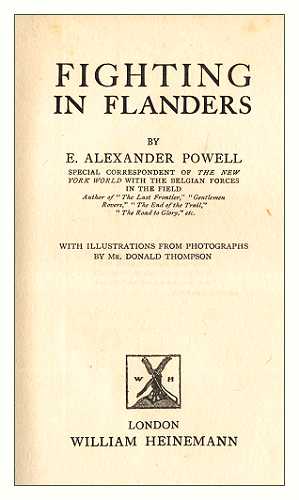 FIGHTING
IN FLANDERS
BY
E. ALEXANDER POWELL
SPECIAL CORRESPONDENT OF THE NEW
YORK WORLD WITH THE BELGIAN FORCES
IN THE FIELD
Author of "The Last Frontier," "Gentlemen
Rovers," "The End of the Trail,"
"The Road to Glory," etc.
WITH ILLUSTRATIONS FROM PHOTOGRAPHS
BY MR. DONALD THOMPSON
W H
LONDON
WILLIAM HEINEMANN